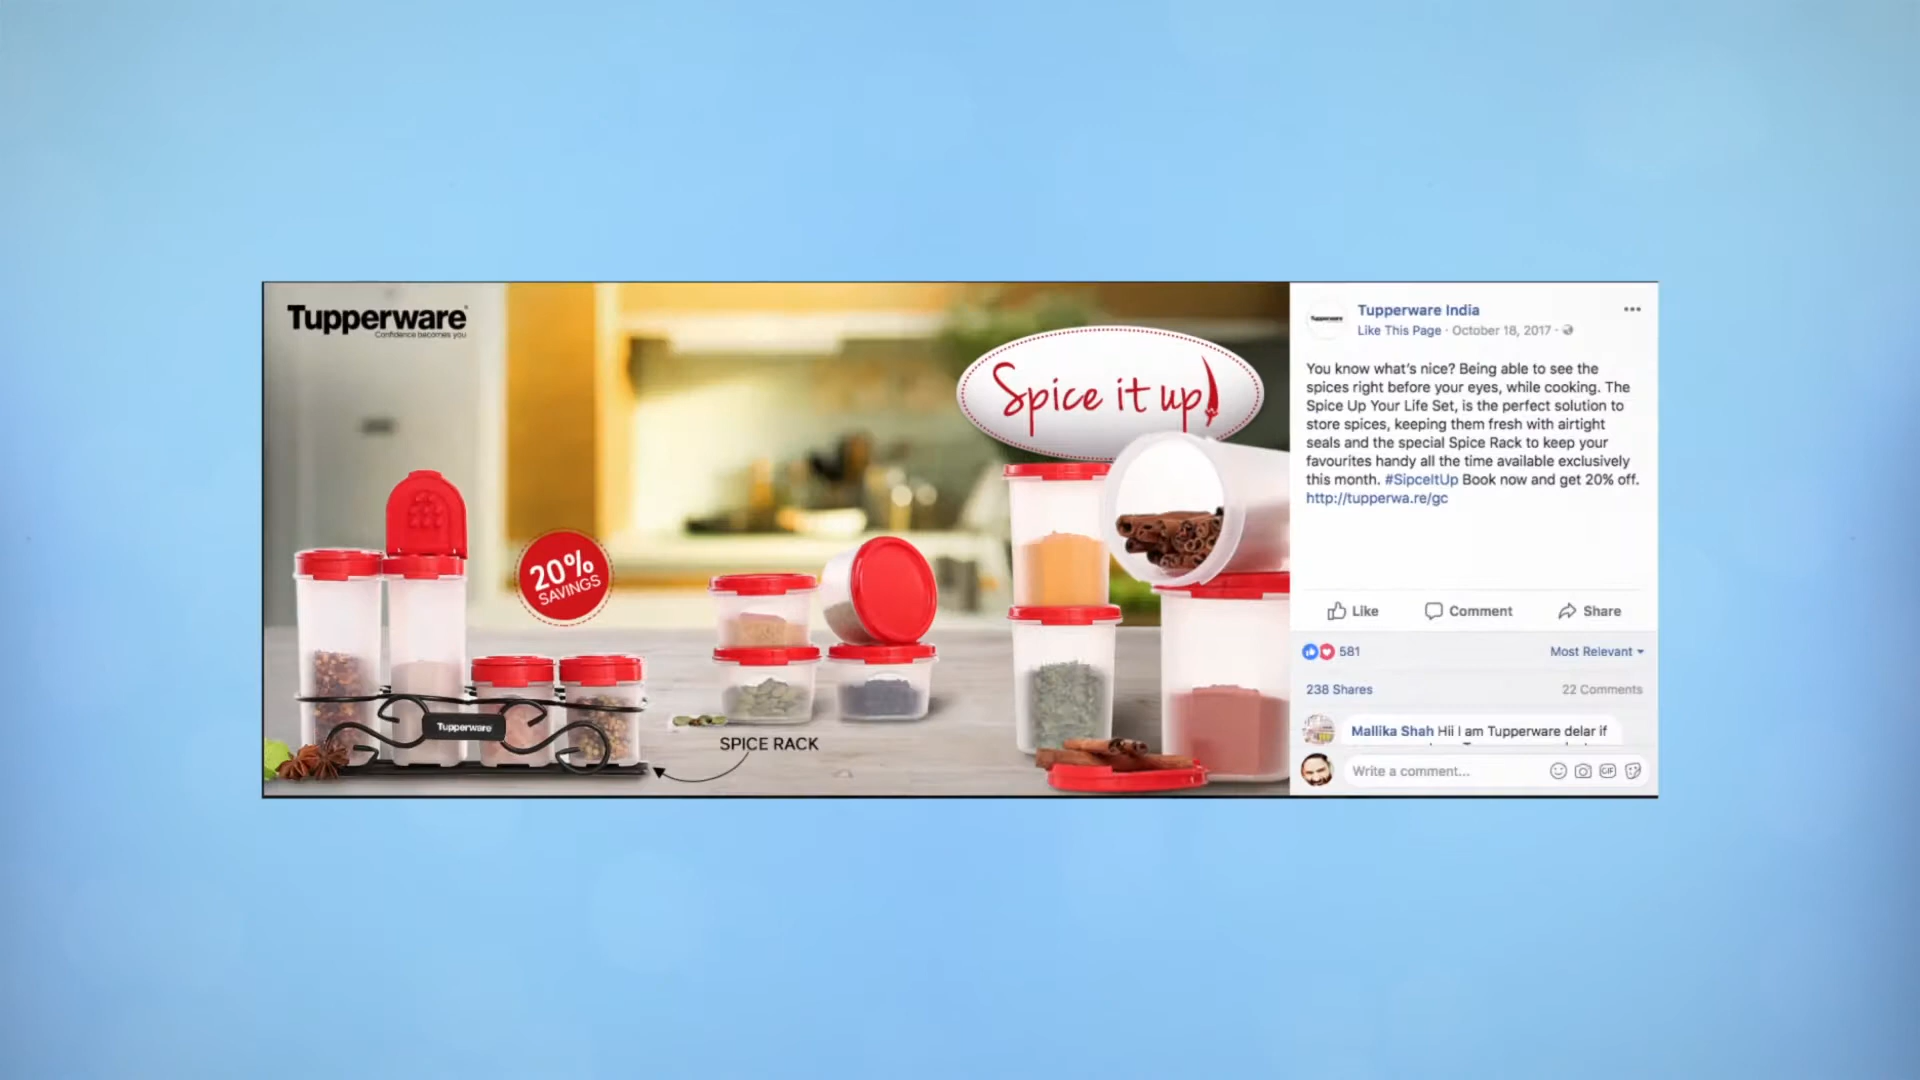 Tupperware
Confidence becomes you
Spice it up
20%
SAVINGS
Tupperware
SPICE RACK
Tupperware
Tupperware India
Like This Page · October 18, 2017 ·
You know what's nice? Being able to see the
spices right before your eyes, while cooking. The
Spice Up Your Life Set, is the perfect solution to
store spices, keeping them fresh with airtight
seals and the special Spice Rack to keep your
favourites handy all the time available exclusively
this month. #SipceItUp Book now and get 20% off.
http://tupperwa.re/gc
Like Comment Share
581 Most Relevant
238 Shares 22 Comments
Mallika Shah Hii I am Tupperware delar if
Write a comment... GIF